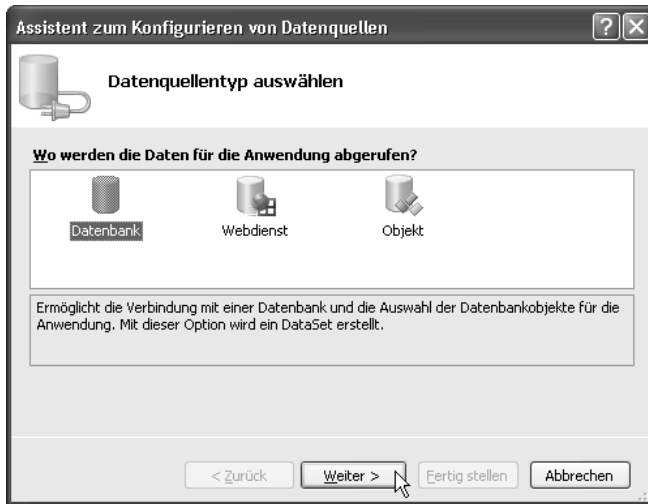 Assistent zum Konfigurieren von Datenquellen
Datenquellentyp auswählen
Wo werden die Daten für die Anwendung abgerufen?
Datenbank
Webdienst
Objekt
Ermöglicht die Verbindung mit einer Datenbank und die Auswahl der Datenbankobjekte für die
Anwendung. Mit dieser Option wird ein DataSet erstellt.
< Zurück
Weiter >
Fertig stellen
Abbrechen